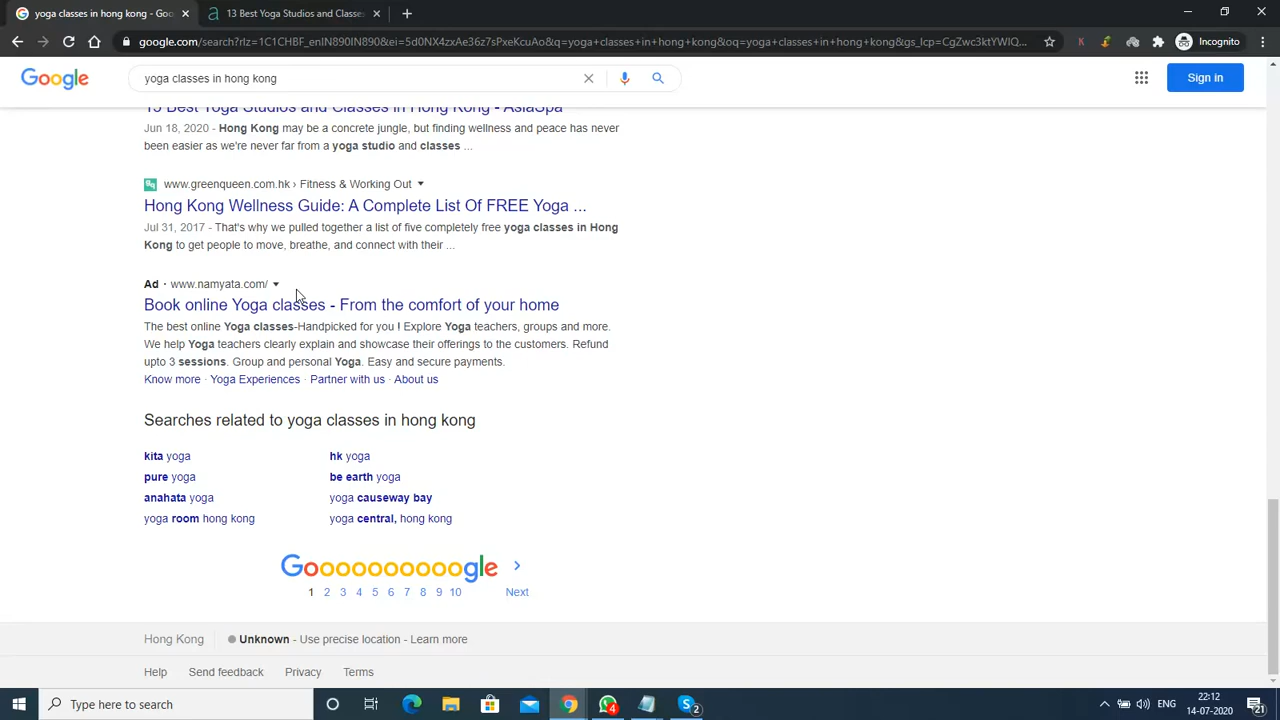 yoga classes in hong kong - Goo
13 Best Yoga Studios and Classes
google.com/search?rlz=1C1CHBF_enIN890IN890&ei=5d0NX4zxAe36z7sPxeKcuAo&q=yoga+classes+in+hong+kong&oq=yoga+classes+in+hong+kong&gs_lcp=CgZwc3ktYWIQ...
Incognito
Google
yoga classes in hong kong
Sign in
13 Best Yoga Studios and Classes in Hong Kong - AsiaSpa
Jun 18, 2020 - Hong Kong may be a concrete jungle, but finding wellness and peace has never
been easier as we're never far from a yoga studio and classes ...
www.greenqueen.com.hk › Fitness & Working Out
Hong Kong Wellness Guide: A Complete List Of FREE Yoga ...
Jul 31, 2017 - That's why we pulled together a list of five completely free yoga classes in Hong
Kong to get people to move, breathe, and connect with their ...
Ad · www.namyata.com/
Book online Yoga classes - From the comfort of your home
The best online Yoga classes-Handpicked for you ! Explore Yoga teachers, groups and more.
We help Yoga teachers clearly explain and showcase their offerings to the customers. Refund
upto 3 sessions. Group and personal Yoga. Easy and secure payments.
Know more · Yoga Experiences · Partner with us · About us
Searches related to yoga classes in hong kong
kita yoga
hk yoga
pure yoga
be earth yoga
anahata yoga
yoga causeway bay
yoga room hong kong
yoga central, hong kong
Goooooooooogle
1 2 3 4 5 6 7 8 9 10 Next
Hong Kong Unknown - Use precise location - Learn more
Help Send feedback Privacy Terms
Type here to search
4
2
ENG
22:12
14-07-2020
21